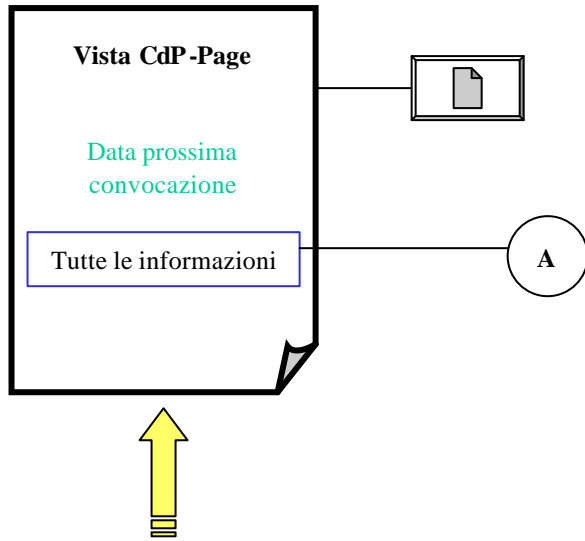 Vista CdP-Page
Data prossima
convocazione
Tutte le informazioni
A